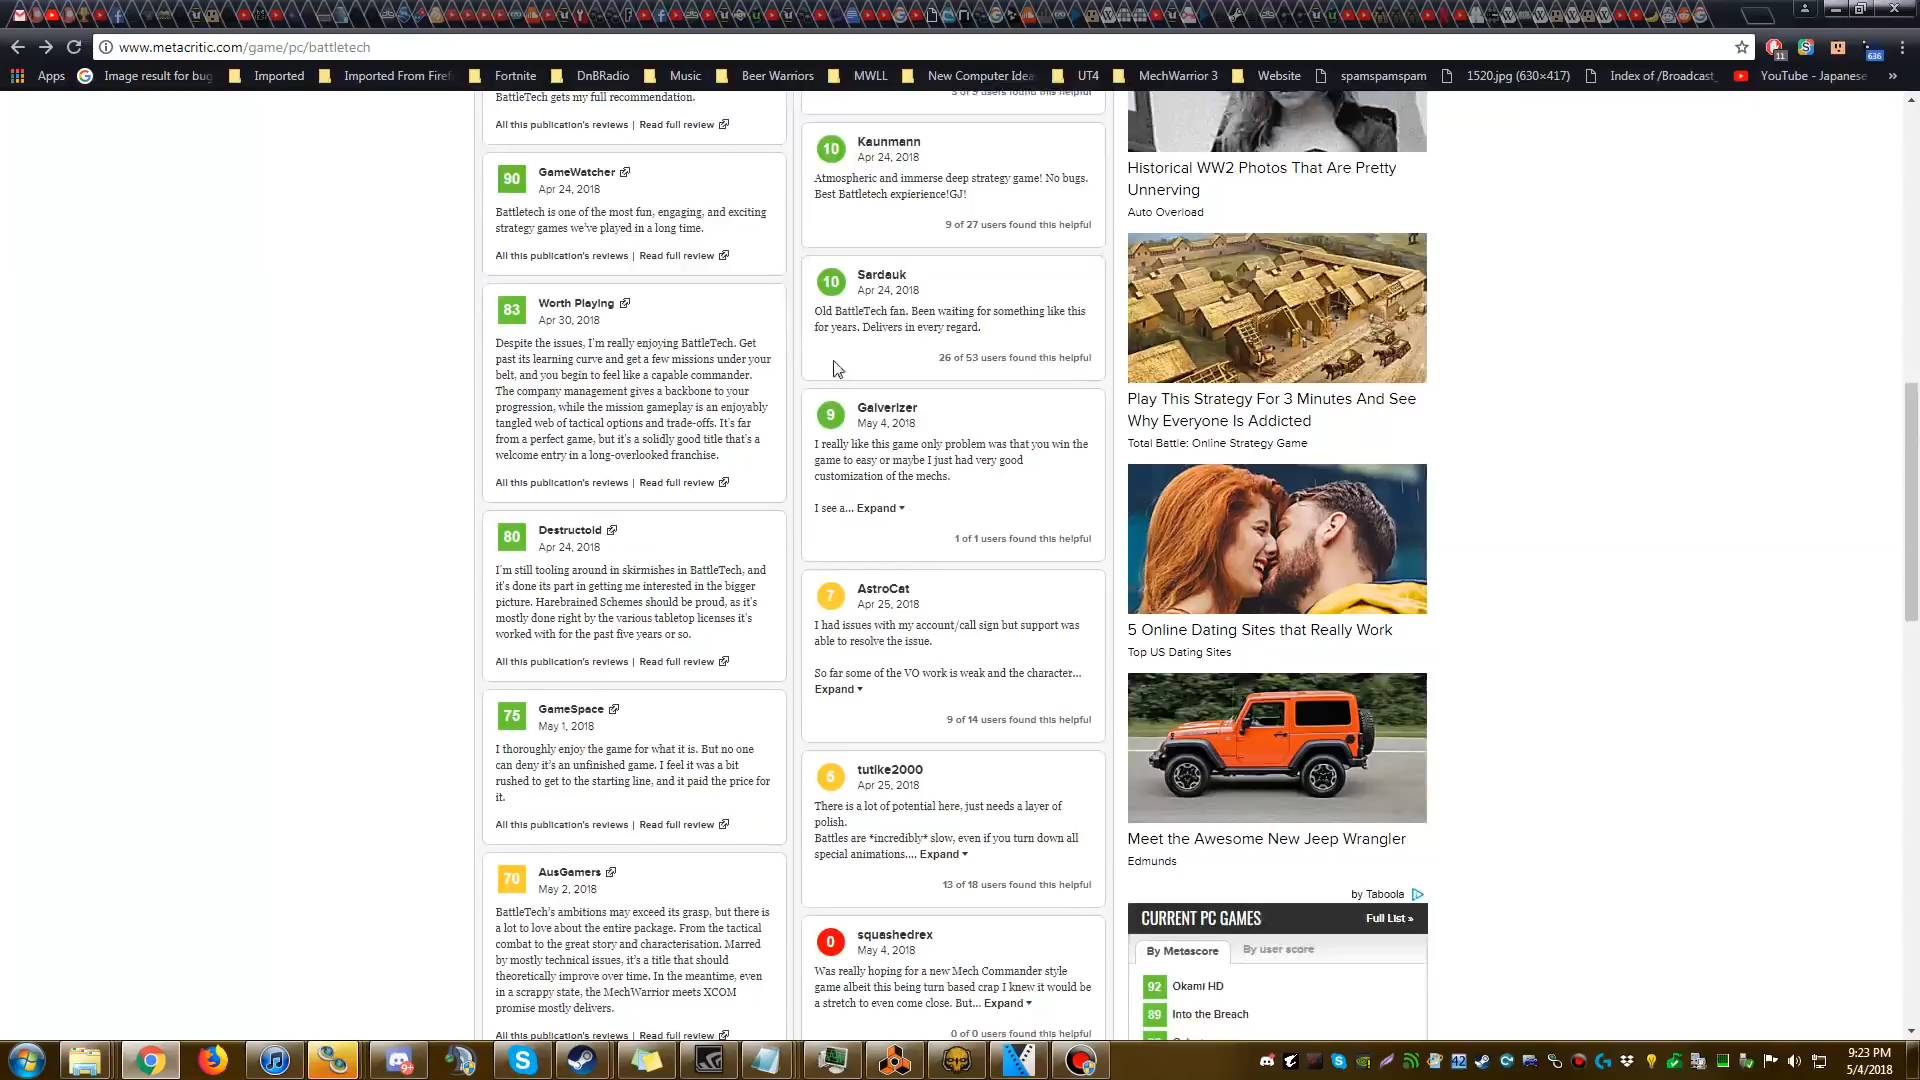 www.metacritic.com/game/pc/battletech
Apps
Image result for bug
Imported
Imported From Firef
Fortnite
DnBRadio
Music
Beer Warriors
MWLL
New Computer Idea
UT4
MechWarrior 3
Website
spamspamspam
1520.jpg (630×417)
Index of /Broadcast_
YouTube - Japanese
»
11
636
BattleTech gets my full recommendation.
All this publication's reviews | Read full review
90
GameWatcher
Apr 24, 2018
Battletech is one of the most fun, engaging, and exciting
strategy games we've played in a long time.
All this publication's reviews | Read full review
83
Worth Playing
Apr 30, 2018
Despite the issues, I'm really enjoying BattleTech. Get
past its learning curve and get a few missions under your
belt, and you begin to feel like a capable commander.
The company management gives a backbone to your
progression, while the mission gameplay is an enjoyably
tangled web of tactical options and trade-offs. It's far
from a perfect game, but it's a solidly good title that's a
welcome entry in a long-overlooked franchise.
All this publication's reviews | Read full review
80
Destructoid
Apr 24, 2018
I'm still tooling around in skirmishes in BattleTech, and
it's done its part in getting me interested in the bigger
picture. Harebrained Schemes should be proud, as it's
mostly done right by the various tabletop licenses it's
worked with for the past five years or so.
All this publication's reviews | Read full review
75
GameSpace
May 1, 2018
I thoroughly enjoy the game for what it is. But no one
can deny it's an unfinished game. I feel it was a bit
rushed to get to the starting line, and it paid the price for
it.
All this publication's reviews | Read full review
70
AusGamers
May 2, 2018
BattleTech's ambitions may exceed its grasp, but there is
a lot to love about the entire package. From the tactical
combat to the great story and characterisation. Marred
by mostly technical issues, it's a title that should
theoretically improve over time. In the meantime, even
in a scrappy state, the MechWarrior meets XCOM
promise mostly delivers.
All this publication's reviews | Read full review
3 of 9 users found this helpful
10
Kaunmann
Apr 24, 2018
Atmospheric and immerse deep strategy game! No bugs.
Best Battletech expierience!GJ!
9 of 27 users found this helpful
10
Sardauk
Apr 24, 2018
Old BattleTech fan. Been waiting for something like this
for years. Delivers in every regard.
26 of 53 users found this helpful
9
Galverizer
May 4, 2018
I really like this game only problem was that you win the
game to easy or maybe I just had very good
customization of the mechs.
I see a... Expand
1 of 1 users found this helpful
7
AstroCat
Apr 25, 2018
I had issues with my account/call sign but support was
able to resolve the issue.
So far some of the VO work is weak and the character...
Expand
9 of 14 users found this helpful
5
tutike2000
Apr 25, 2018
There is a lot of potential here, just needs a layer of
polish.
Battles are *incredibly* slow, even if you turn down all
special animations.... Expand
13 of 18 users found this helpful
0
squashedrex
May 4, 2018
Was really hoping for a new Mech Commander style
game albeit this being turn based crap I knew it would be
a stretch to even come close. But... Expand
0 of 0 users found this helpful
Historical WW2 Photos That Are Pretty
Unnerving
Auto Overload
Play This Strategy For 3 Minutes And See
Why Everyone Is Addicted
Total Battle: Online Strategy Game
5 Online Dating Sites that Really Work
Top US Dating Sites
Meet the Awesome New Jeep Wrangler
Edmunds
by Taboola
CURRENT PC GAMES
Full List »
By Metascore
By user score
92
Okami HD
89
Into the Breach
9:23 PM
5/4/2018